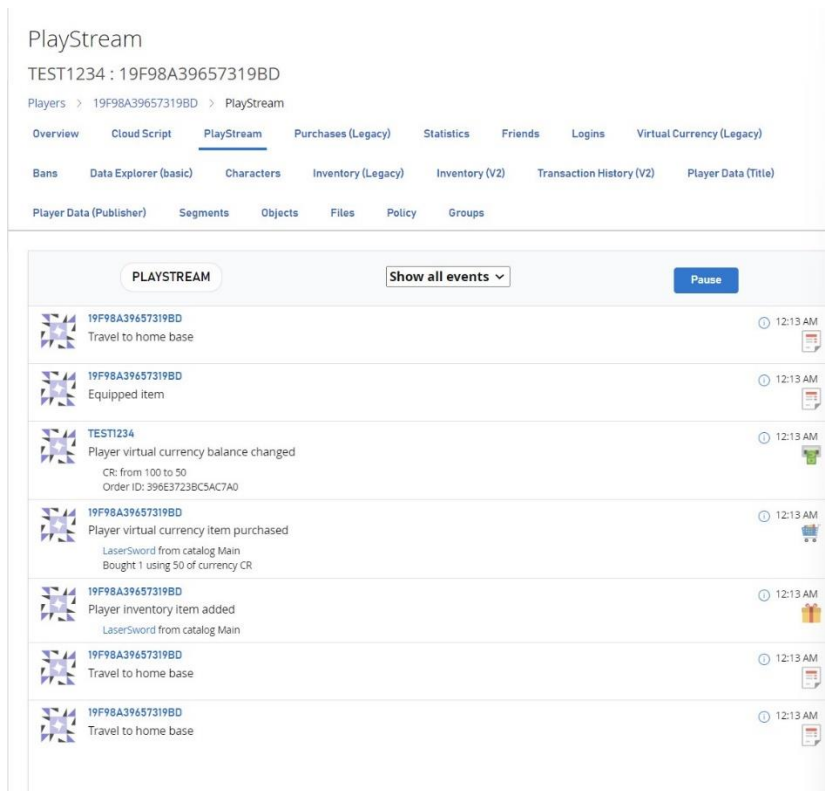 PlayStream
TEST1234 : 19F98A39657319BD
Players > 19F98A39657319BD > PlayStream
Overview Cloud Script PlayStream Purchases (Legacy) Statistics Friends Logins Virtual Currency (Legacy)
Bans Data Explorer (basic) Characters Inventory (Legacy) Inventory (V2) Transaction History (V2) Player Data (Title)
Player Data (Publisher) Segments Objects Files Policy Groups
PLAYSTREAM Show all events Pause
19F98A39657319BD 12:13 AM
Travel to home base
19F98A39657319BD 12:13 AM
Equipped item
TEST1234 12:13 AM
Player virtual currency balance changed
CR: from 100 to 50
Order ID: 396E3723BC5AC7A0
19F98A39657319BD 12:13 AM
Player virtual currency item purchased
LaserSword from catalog Main
Bought 1 using 50 of currency CR
19F98A39657319BD 12:13 AM
Player inventory item added
LaserSword from catalog Main
19F98A39657319BD 12:13 AM
Travel to home base
19F98A39657319BD 12:13 AM
Travel to home base